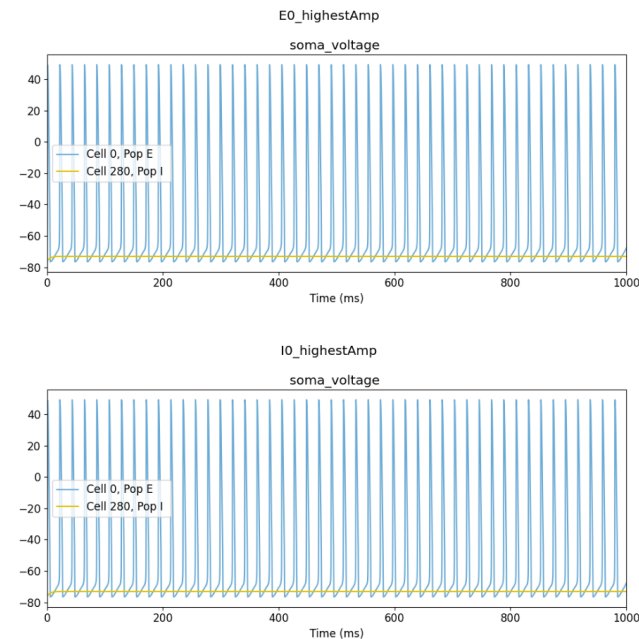 E0_highestAmp
soma_voltage
40
20
0
−20
−40
−60
−80
Cell 0, Pop E
Cell 280, Pop I
0
200
400
600
800
1000
Time (ms)
I0_highestAmp
soma_voltage
40
20
0
−20
−40
−60
−80
Cell 0, Pop E
Cell 280, Pop I
0
200
400
600
800
1000
Time (ms)